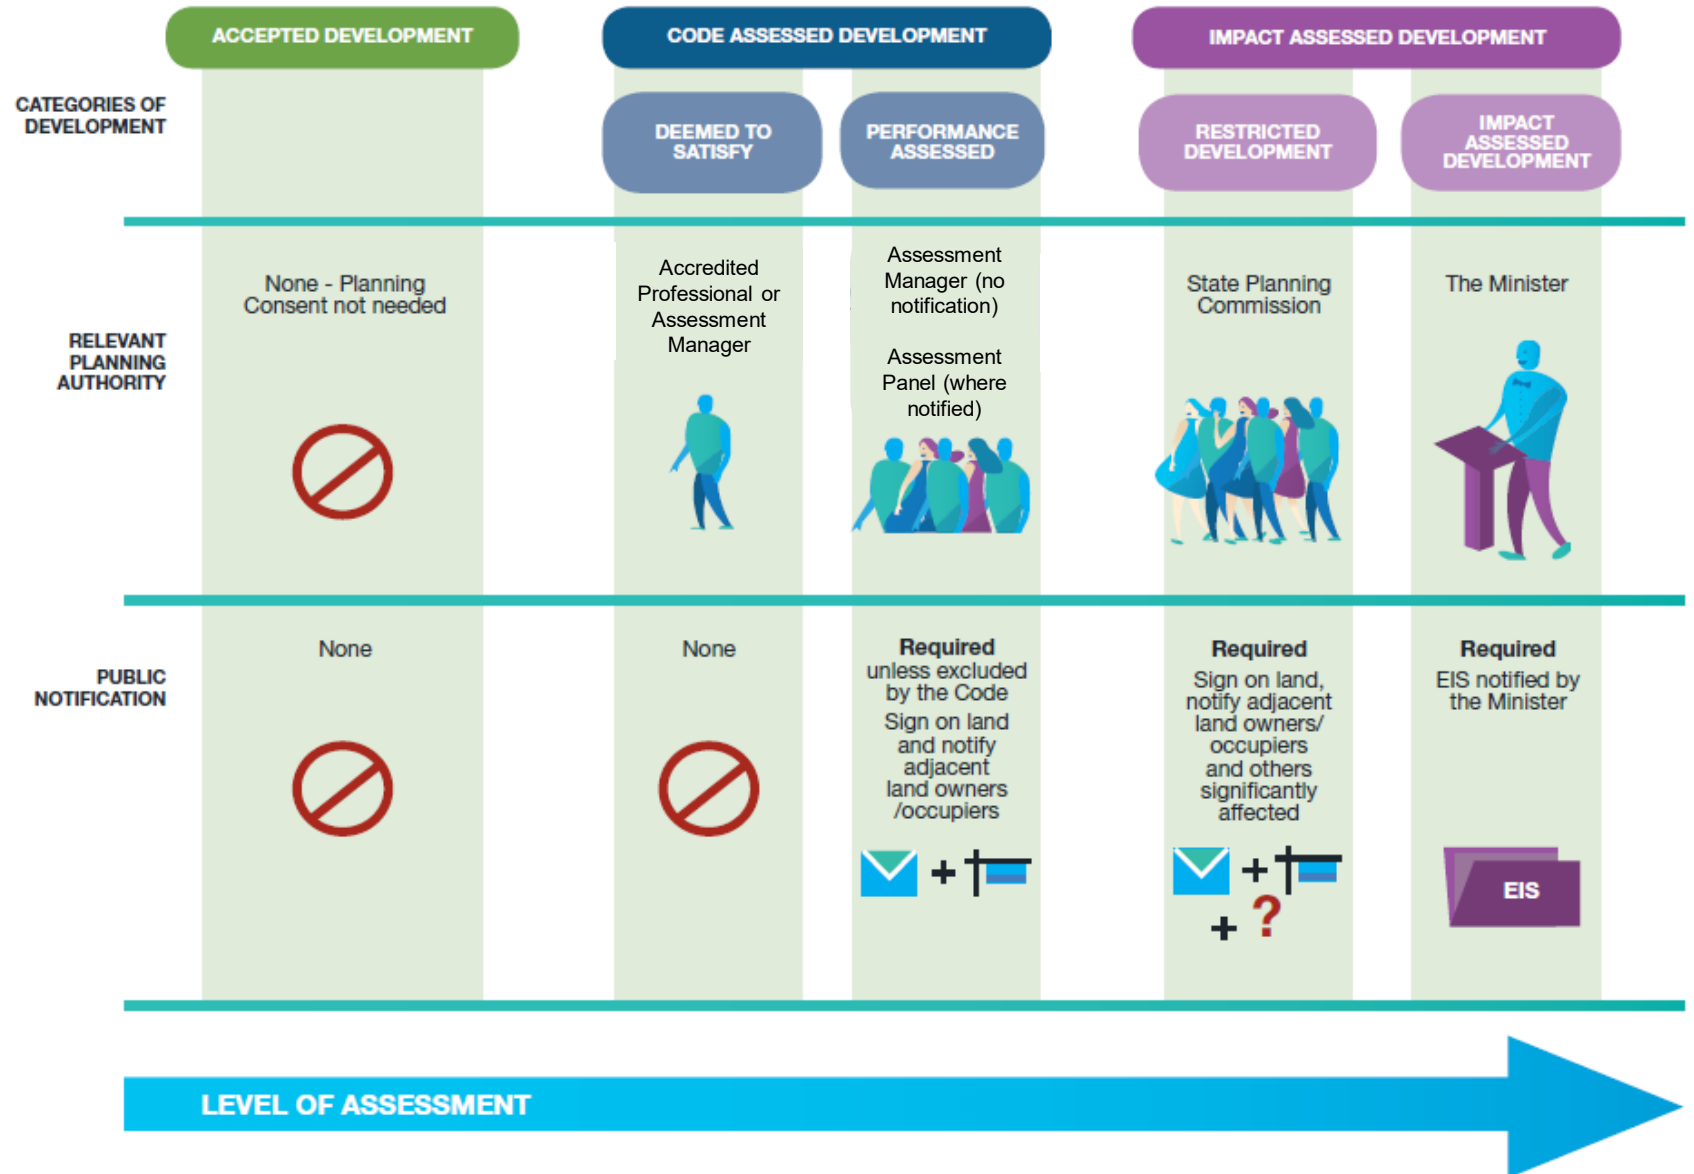 ACCEPTED DEVELOPMENT
CODE ASSESSED DEVELOPMENT
IMPACT ASSESSED DEVELOPMENT
CATEGORIES OF
DEVELOPMENT
DEEMED TO
SATISFY
PERFORMANCE
ASSESSED
RESTRICTED
DEVELOPMENT
IMPACT
ASSESSED
DEVELOPMENT
RELEVANT
PLANNING
AUTHORITY
None - Planning
Consent not needed
Accredited
Professional or
Assessment
Manager
Assessment
Manager (no
notification)
Assessment
Panel (where
notified)
State Planning
Commission
The Minister
PUBLIC
NOTIFICATION
None
None
Required
unless excluded
by the Code
Sign on land
and notify
adjacent
land owners
/occupiers
Required
Sign on land,
notify adjacent
land owners/
occupiers
and others
significantly
affected
Required
EIS notified by
the Minister
+
+
+ ?
EIS
LEVEL OF ASSESSMENT